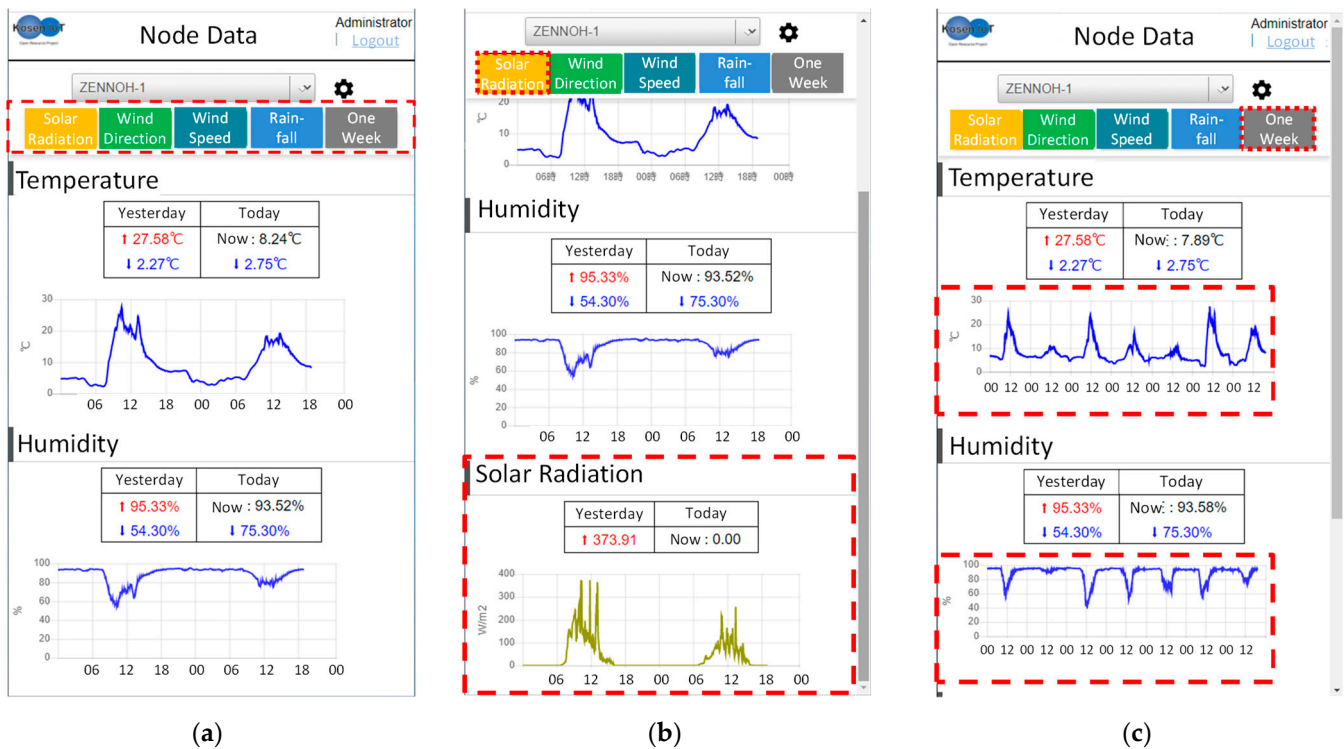 Kosen IoT
Open Resource Project
Node Data
Administrator
| Logout
ZENNOH-1
Solar Radiation
Wind Direction
Wind Speed
Rain-fall
One Week
Temperature
Yesterday Today
↑ 27.58℃ Now : 8.24℃
↓ 2.27℃ ↓ 2.75℃
30
20
10
0
℃
06 12 18 00 06 12 18 00
Humidity
Yesterday Today
↑ 95.33% Now : 93.52%
↓ 54.30% ↓ 75.30%
100
80
60
40
20
0
%
06 12 18 00 06 12 18 00
(a)
ZENNOH-1
Solar Radiation
Wind Direction
Wind Speed
Rain-fall
One Week
20
10
0
℃
06時 12時 18時 00時 06時 12時 18時 00時
Humidity
Yesterday Today
↑ 95.33% Now : 93.52%
↓ 54.30% ↓ 75.30%
100
80
60
40
20
0
%
06 12 18 00 06 12 18 00
Solar Radiation
Yesterday Today
↑ 373.91 Now : 0.00
400
300
200
100
0
W/m2
06 12 18 00 06 12 18 00
(b)
Kosen IoT
Open Resource Project
Node Data
Administrator
| Logout :
ZENNOH-1
Solar Radiation
Wind Direction
Wind Speed
Rain-fall
One Week
Temperature
Yesterday Today
↑ 27.58℃ Now: : 7.89℃
↓ 2.27℃ ↓ 2.75℃
30
20
10
0
℃
00 12 00 12 00 12 00 12 00 12 00 12 00 12
Humidity
Yesterday Today
↑ 95.33% Now: : 93.58%
↓ 54.30% ↓ 75.30%
100
80
60
40
20
0
%
00 12 00 12 00 12 00 12 00 12 00 12 00 12
(c)